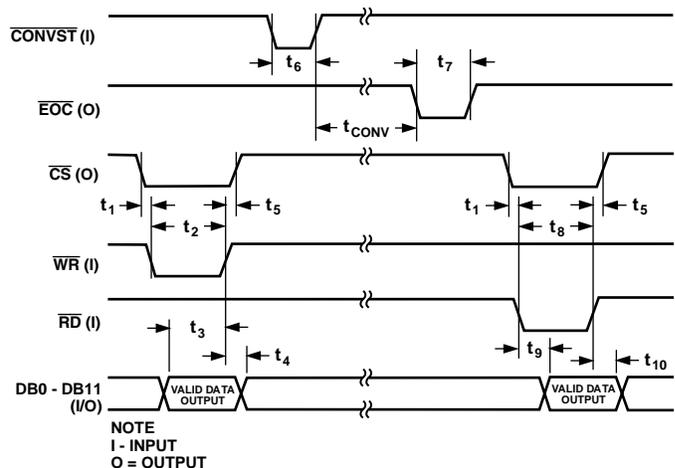 CONVST (I)
t6
t7
EOC (O)
tCONV
CS (O)
t1
t5
t1
t5
t2
t8
WR (I)
RD (I)
t3
t4
t9
t10
DB0 - DB11
(I/O)
VALID DATA
OUTPUT
VALID DATA
OUTPUT
NOTE
I - INPUT
O = OUTPUT